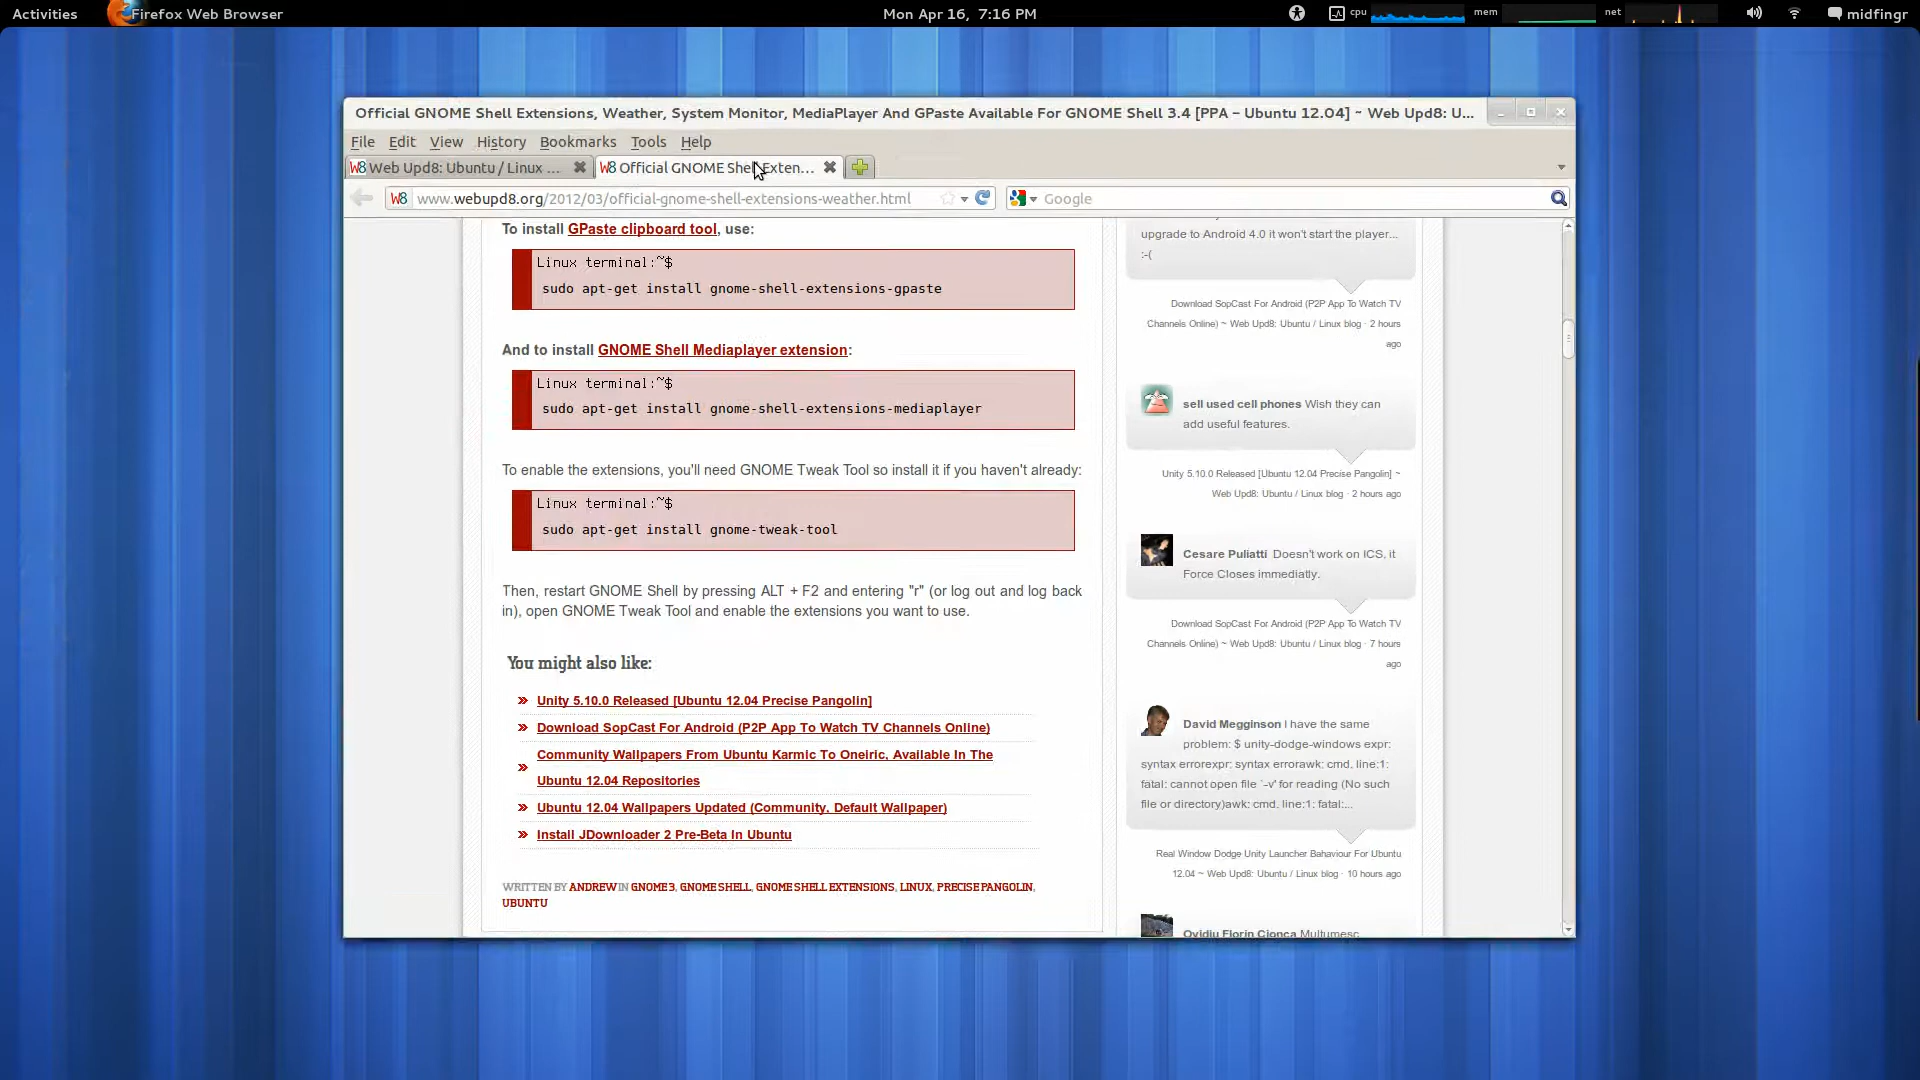 Activities
Firefox Web Browser
Mon Apr 16, 7:16 PM
cpu
mem
net
midfingr
Official GNOME Shell Extensions, Weather, System Monitor, MediaPlayer And GPaste Available For GNOME Shell 3.4 [PPA – Ubuntu 12.04] ~ Web Upd8: U...
File Edit View History Bookmarks Tools Help
W8 Web Upd8: Ubuntu / Linux ...
W8 Official GNOME Shell Exten...
W8 www.webupd8.org/2012/03/official-gnome-shell-extensions-weather.html
Google
To install GPaste clipboard tool, use:
Linux terminal:~$
sudo apt-get install gnome-shell-extensions-gpaste
And to install GNOME Shell Mediaplayer extension:
Linux terminal:~$
sudo apt-get install gnome-shell-extensions-mediaplayer
To enable the extensions, you'll need GNOME Tweak Tool so install it if you haven't already:
Linux terminal:~$
sudo apt-get install gnome-tweak-tool
Then, restart GNOME Shell by pressing ALT + F2 and entering "r" (or log out and log back
in), open GNOME Tweak Tool and enable the extensions you want to use.
You might also like:
Unity 5.10.0 Released [Ubuntu 12.04 Precise Pangolin]
Download SopCast For Android (P2P App To Watch TV Channels Online)
Community Wallpapers From Ubuntu Karmic To Oneiric, Available In The
Ubuntu 12.04 Repositories
Ubuntu 12.04 Wallpapers Updated (Community, Default Wallpaper)
Install JDownloader 2 Pre-Beta In Ubuntu
WRITTEN BY ANDREW IN GNOME 3, GNOME SHELL, GNOME SHELL EXTENSIONS, LINUX, PRECISE PANGOLIN,
UBUNTU
upgrade to Android 4.0 it won't start the player...
:-(
Download SopCast For Android (P2P App To Watch TV
Channels Online) ~ Web Upd8: Ubuntu / Linux blog · 2 hours
ago
sell used cell phones Wish they can
add useful features.
Unity 5.10.0 Released [Ubuntu 12.04 Precise Pangolin] ~
Web Upd8: Ubuntu / Linux blog · 2 hours ago
Cesare Puliatti Doesn't work on ICS, it
Force Closes immediatly.
Download SopCast For Android (P2P App To Watch TV
Channels Online) ~ Web Upd8: Ubuntu / Linux blog · 7 hours
ago
David Megginson I have the same
problem: $ unity-dodge-windows expr:
syntax errorexpr: syntax errorawk: cmd. line:1:
fatal: cannot open file `-v' for reading (No such
file or directory)awk: cmd. line:1: fatal:...
Real Window Dodge Unity Launcher Bahaviour For Ubuntu
12.04 ~ Web Upd8: Ubuntu / Linux blog · 10 hours ago
Ovidiu Florin Cionca Multumesc